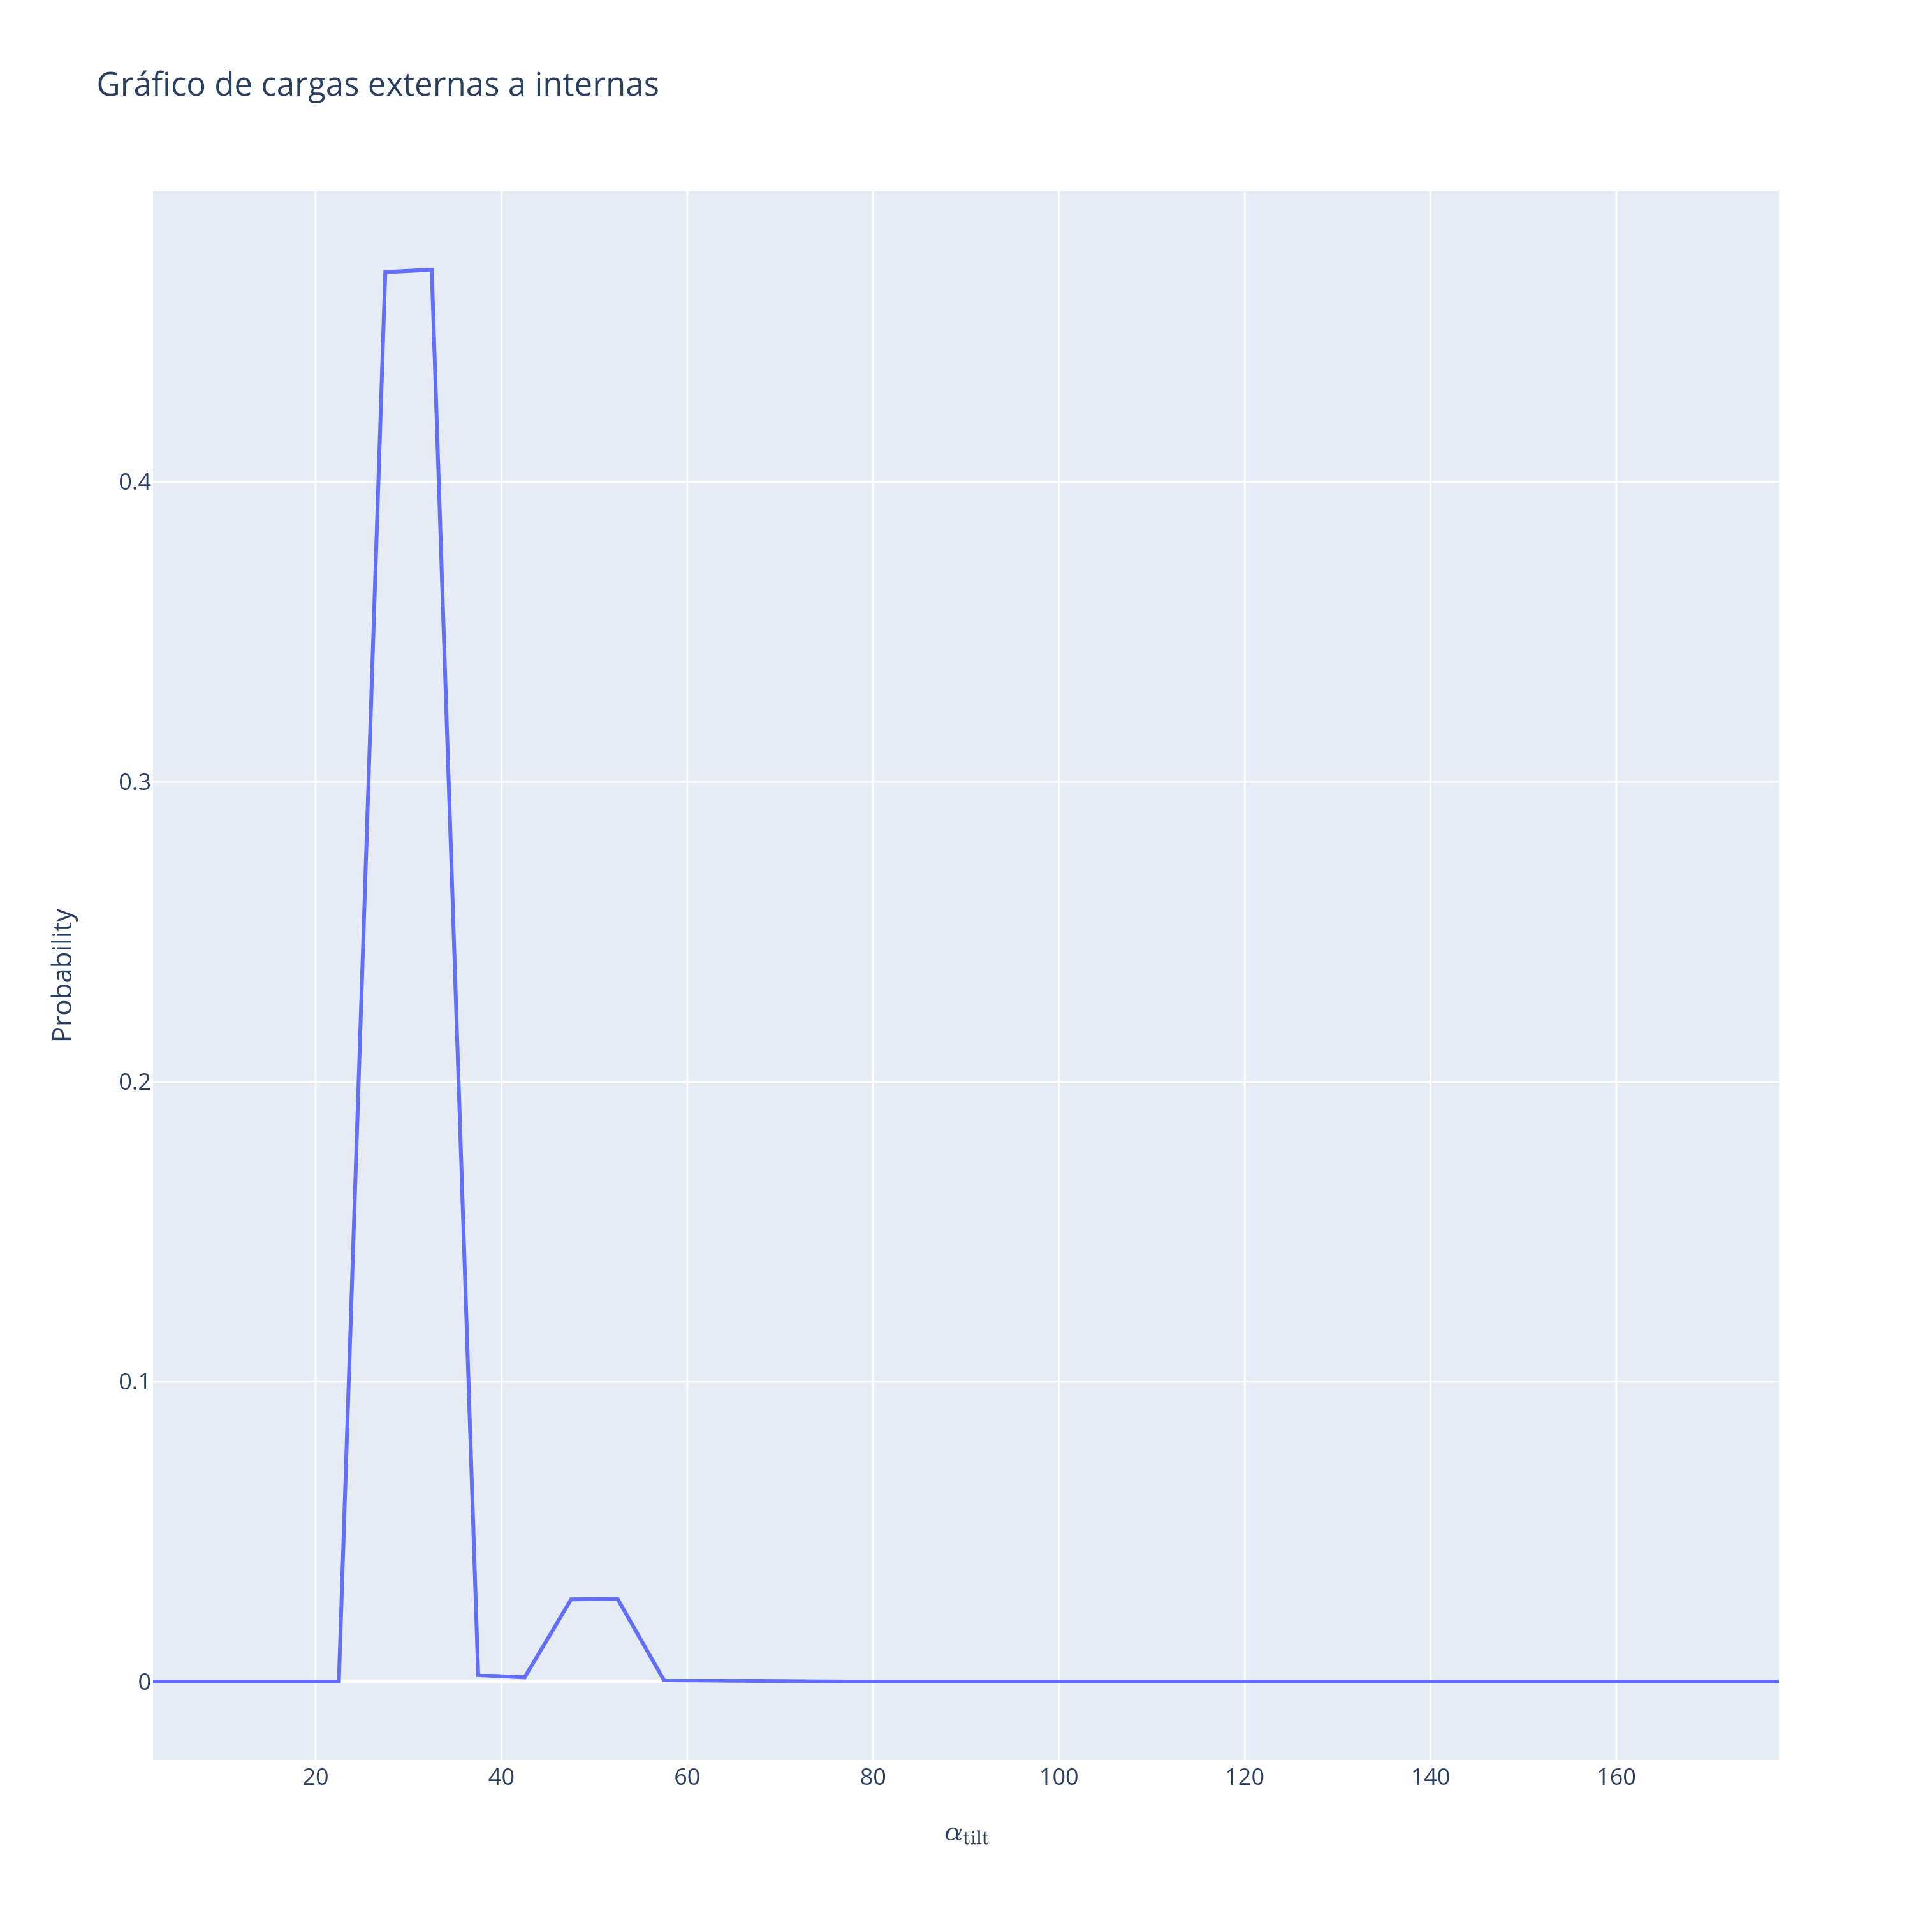 Gráfico de cargas externas a internas
0.4
0.3
0.2
0.1
0
Probability
20 40 60 80 100 120 140 160
α_tilt